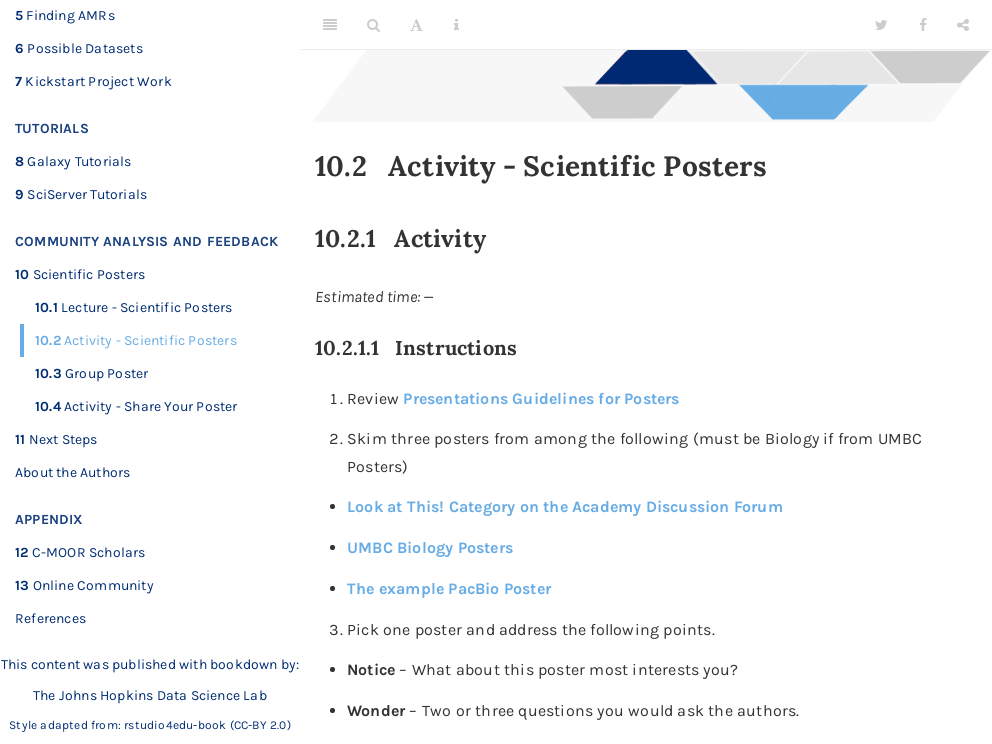 5 Finding AMRs
6 Possible Datasets
7 Kickstart Project Work
TUTORIALS
8 Galaxy Tutorials
9 SciServer Tutorials
COMMUNITY ANALYSIS AND FEEDBACK
10 Scientific Posters
10.1 Lecture - Scientific Posters
10.2 Activity - Scientific Posters
10.3 Group Poster
10.4 Activity - Share Your Poster
11 Next Steps
About the Authors
APPENDIX
12 C-MOOR Scholars
13 Online Community
References
This content was published with bookdown by:
The Johns Hopkins Data Science Lab
Style adapted from: rstudio4edu-book (CC-BY 2.0)
10.2 Activity - Scientific Posters
10.2.1 Activity
Estimated time: –
10.2.1.1 Instructions
1. Review Presentations Guidelines for Posters
2. Skim three posters from among the following (must be Biology if from UMBC
Posters)
• Look at This! Category on the Academy Discussion Forum
• UMBC Biology Posters
• The example PacBio Poster
3. Pick one poster and address the following points.
• Notice – What about this poster most interests you?
• Wonder – Two or three questions you would ask the authors.